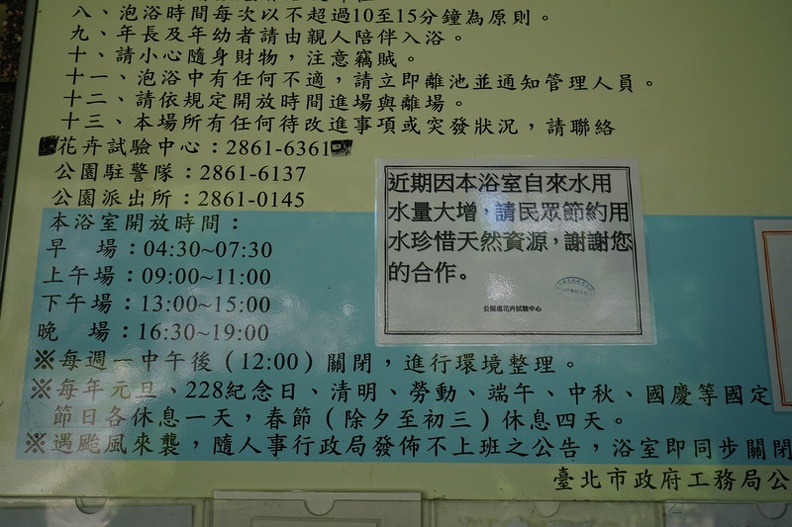 八、泡浴時間每次以不超過10至15分鐘為原則。
九、年長及年幼者請由親人陪伴入浴。
十、請小心隨身財物，注意竊賊。
十一、泡浴中有任何不適，請立即離池並通知管理人員。
十二、請依規定開放時間進場與離場。
十三、本場所有任何待改進事項或突發狀況，請聯絡
花卉試驗中心：2861-6361
公園駐警隊：2861-6137
公園派出所：2861-0145
本浴室開放時間：
早　場：04:30~07:30
上午場：09:00~11:00
下午場：13:00~15:00
晚　場：16:30~19:00
※每週一中午後（12:00）關閉，進行環境整理。
※每年元旦、228紀念日、清明、勞動、端午、中秋、國慶等國定
節日各休息一天，春節（除夕至初三）休息四天。
※遇颱風來襲，隨人事行政局發佈不上班之公告，浴室即同步關閉
臺北市政府工務局公
近期因本浴室自來水用
水量大增，請民眾節約用
水珍惜天然資源，謝謝您
的合作。
公園處花卉試驗中心